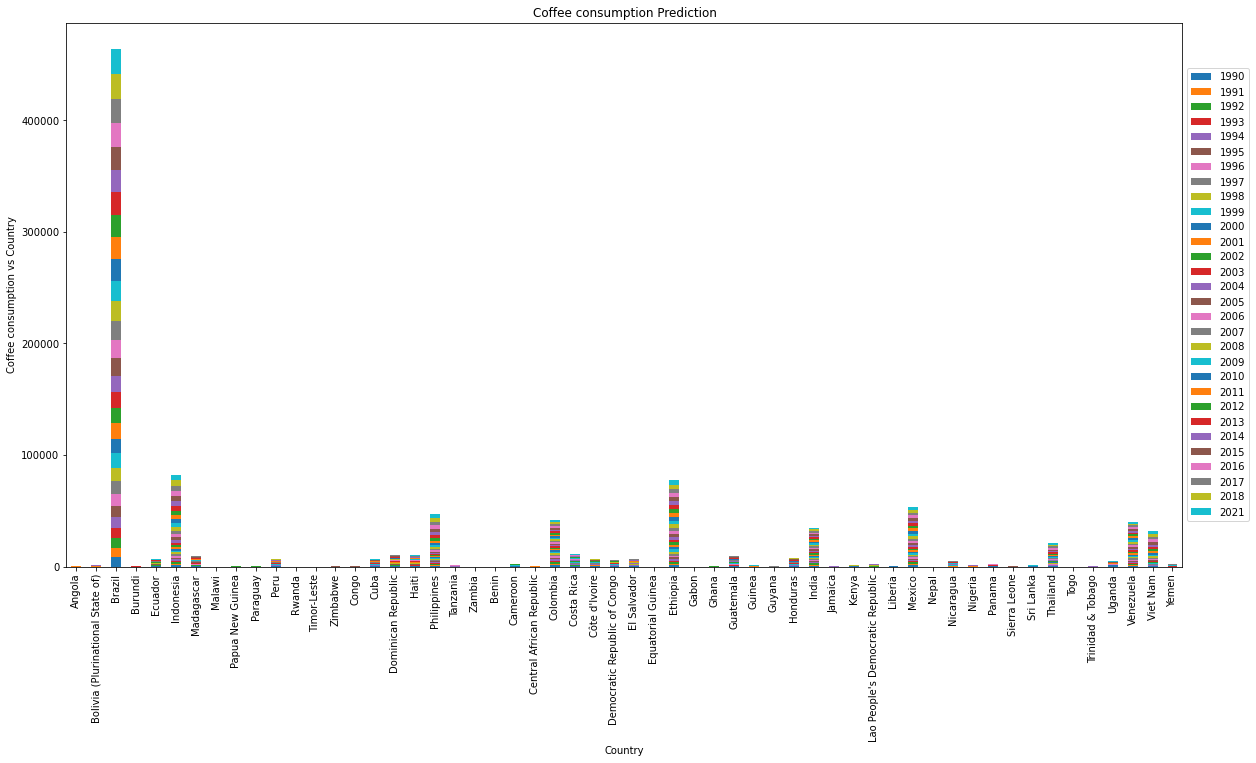 Coffee consumption Prediction
Coffee consumption vs Country
400000
300000
200000
100000
0
Angola
Bolivia (Plurinational State of)
Brazil
Burundi
Ecuador
Indonesia
Madagascar
Malawi
Papua New Guinea
Paraguay
Peru
Rwanda
Timor-Leste
Zimbabwe
Congo
Cuba
Dominican Republic
Haiti
Philippines
Tanzania
Zambia
Benin
Cameroon
Central African Republic
Colombia
Costa Rica
Côte d'Ivoire
Democratic Republic of Congo
El Salvador
Equatorial Guinea
Ethiopia
Gabon
Ghana
Guatemala
Guinea
Guyana
Honduras
India
Jamaica
Kenya
Lao People's Democratic Republic
Liberia
Mexico
Nepal
Nicaragua
Nigeria
Panama
Sierra Leone
Sri Lanka
Thailand
Togo
Trinidad & Tobago
Uganda
Venezuela
Viet Nam
Yemen
Country
1990
1991
1992
1993
1994
1995
1996
1997
1998
1999
2000
2001
2002
2003
2004
2005
2006
2007
2008
2009
2010
2011
2012
2013
2014
2015
2016
2017
2018
2021